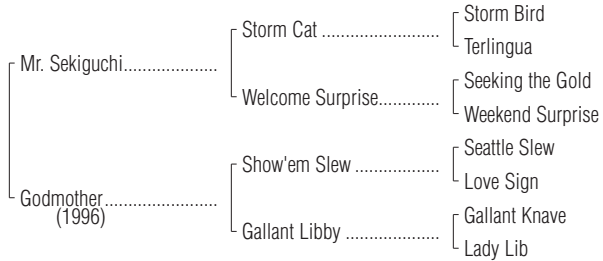 Storm Bird
Storm Cat ........................
Terlingua
Mr. Sekiguchi...................
Seeking the Gold
Welcome Surprise............
Weekend Surprise
Seattle Slew
Show'em Slew .................
Love Sign
Godmother.......................
(1996)
Gallant Knave
Gallant Libby ...................
Lady Lib